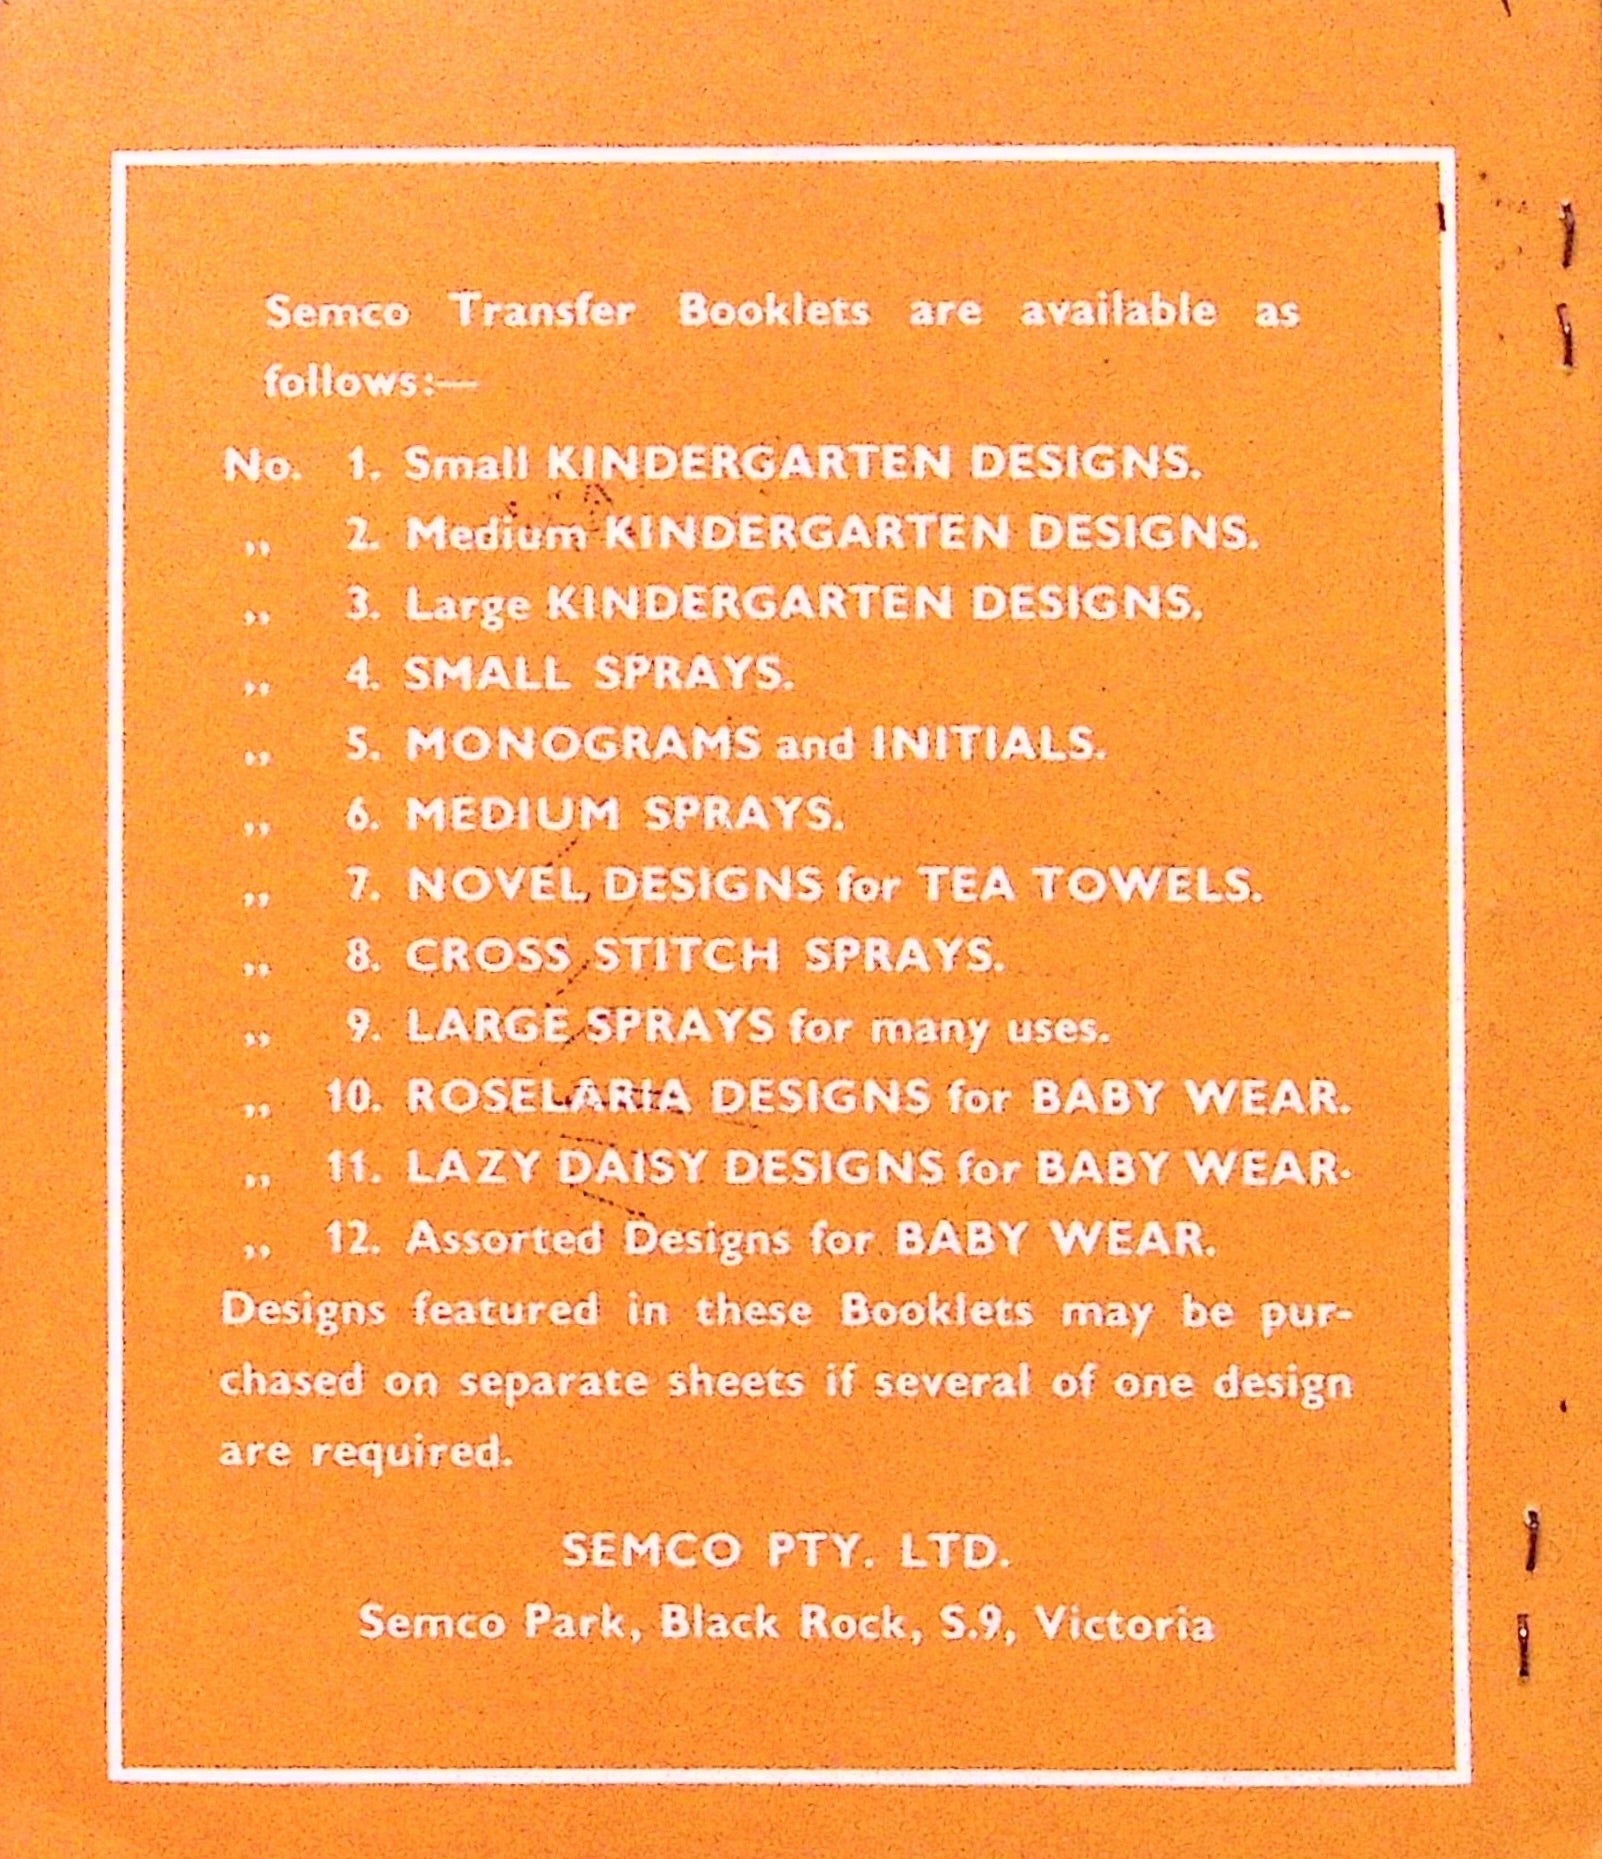 Semco Transfer Booklets are available as
follows:—
No. 1. Small KINDERGARTEN DESIGNS.
,, 2. Medium KINDERGARTEN DESIGNS.
,, 3. Large KINDERGARTEN DESIGNS.
,, 4. SMALL SPRAYS.
,, 5. MONOGRAMS and INITIALS.
,, 6. MEDIUM SPRAYS.
,, 7. NOVEL DESIGNS for TEA TOWELS.
,, 8. CROSS STITCH SPRAYS.
,, 9. LARGE SPRAYS for many uses.
,, 10. ROSELARIA DESIGNS for BABY WEAR.
,, 11. LAZY DAISY DESIGNS for BABY WEAR.
,, 12. Assorted Designs for BABY WEAR.
Designs featured in these Booklets may be pur-
chased on separate sheets if several of one design
are required.
SEMCO PTY. LTD.
Semco Park, Black Rock, S.9, Victoria